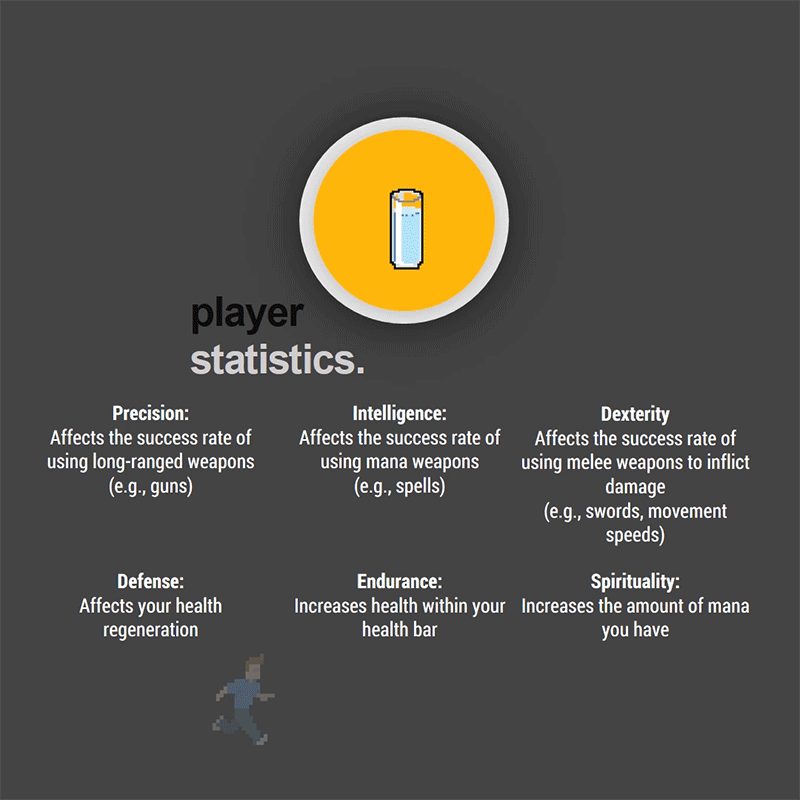 player
statistics.
Precision:
Affects the success rate of
using long-ranged weapons
(e.g., guns)
Intelligence:
Affects the success rate of
using mana weapons
(e.g., spells)
Dexterity
Affects the success rate of
using melee weapons to inflict
damage
(e.g., swords, movement
speeds)
Defense:
Affects your health
regeneration
Endurance:
Increases health within your
health bar
Spirituality:
Increases the amount of mana
you have